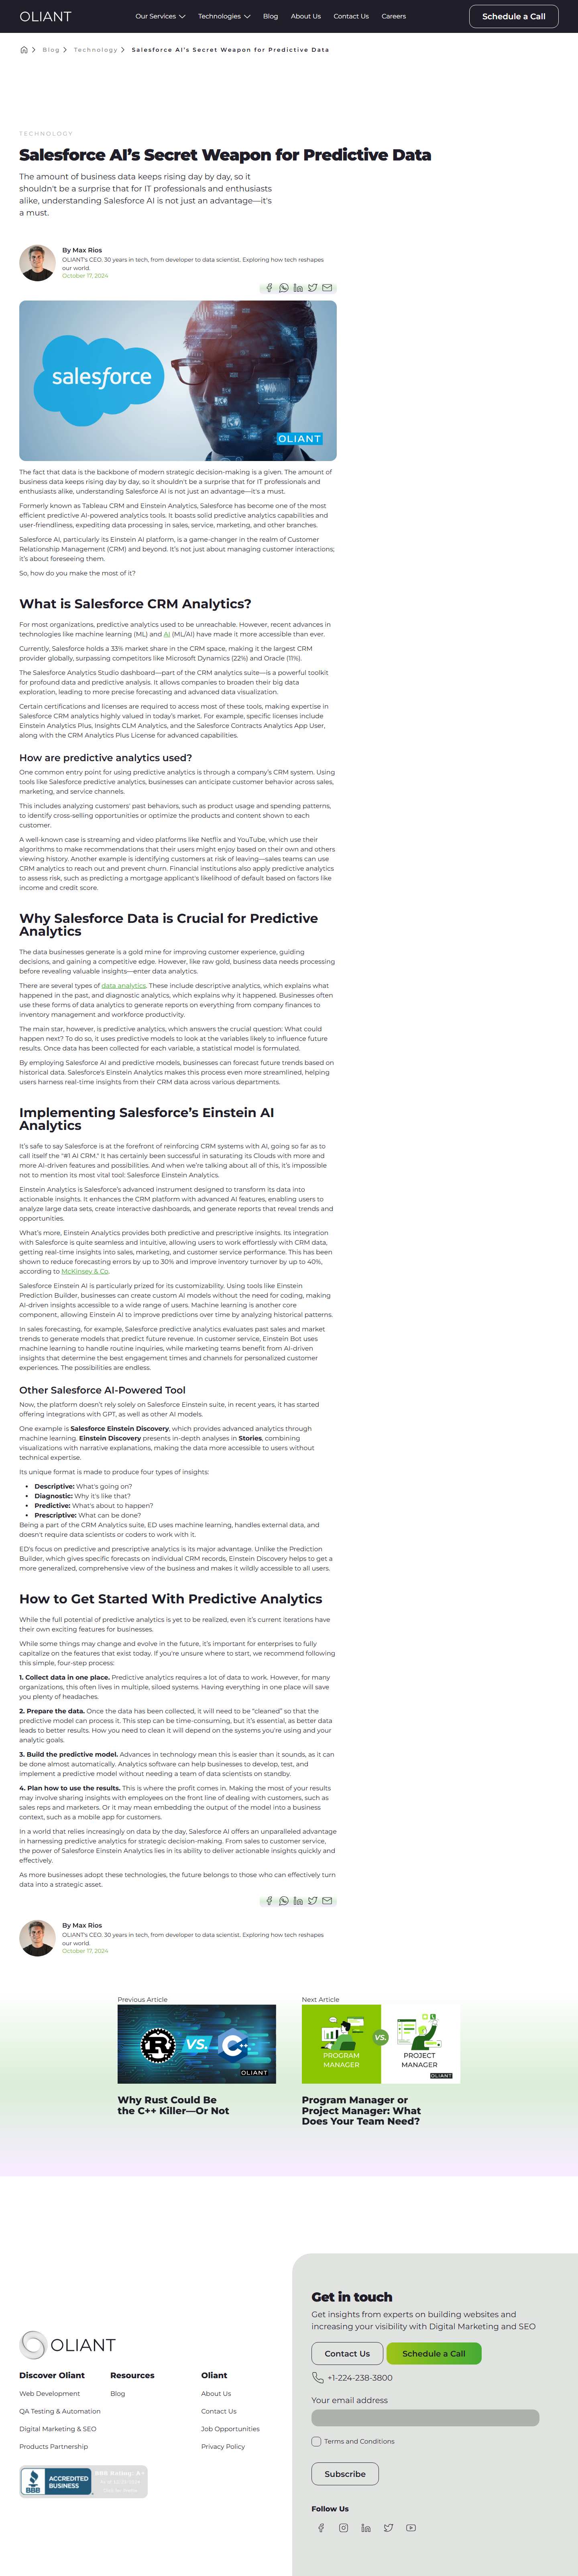 OLIANT
Our Services
Technologies
Blog
About Us
Contact Us
Careers
Schedule a Call
Blog
Technology
Salesforce AI's Secret Weapon for Predictive Data
TECHNOLOGY
Salesforce AI’s Secret Weapon for Predictive Data
The amount of business data keeps rising day by day, so it
shouldn't be a surprise that for IT professionals and enthusiasts
alike, understanding Salesforce AI is not just an advantage—it's
a must.
By Max Rios
OLIANT's CEO. 30 years in tech, from developer to data scientist. Exploring how tech reshapes
our world.
October 17, 2024
salesforce
OLIANT
The fact that data is the backbone of modern strategic decision-making is a given. The amount of
business data keeps rising day by day, so it shouldn't be a surprise that for IT professionals and
enthusiasts alike, understanding Salesforce AI is not just an advantage—it's a must.
Formerly known as Tableau CRM and Einstein Analytics, Salesforce has become one of the most
efficient predictive AI-powered analytics tools. It boasts solid predictive analytics capabilities and
user-friendliness, expediting data processing in sales, service, marketing, and other branches.
Salesforce AI, particularly its Einstein AI platform, is a game-changer in the realm of Customer
Relationship Management (CRM) and beyond. It’s not just about managing customer interactions;
it’s about foreseeing them.
So, how do you make the most of it?
What is Salesforce CRM Analytics?
For most organizations, predictive analytics used to be unreachable. However, recent advances in
technologies like machine learning (ML) and AI (ML/AI) have made it more accessible than ever.
Currently, Salesforce holds a 33% market share in the CRM space, making it the largest CRM
provider globally, surpassing competitors like Microsoft Dynamics (22%) and Oracle (11%).
The Salesforce Analytics Studio dashboard—part of the CRM analytics suite—is a powerful toolkit
for profound data and predictive analysis. It allows companies to broaden their big data
exploration, leading to more precise forecasting and advanced data visualization.
Certain certifications and licenses are required to access most of these tools, making expertise in
Salesforce CRM analytics highly valued in today’s market. For example, specific licenses include
Einstein Analytics Plus, Insights CLM Analytics, and the Salesforce Contracts Analytics App User,
along with the CRM Analytics Plus License for advanced capabilities.
How are predictive analytics used?
One common entry point for using predictive analytics is through a company’s CRM system. Using
tools like Salesforce predictive analytics, businesses can anticipate customer behavior across sales,
marketing, and service channels.
This includes analyzing customers' past behaviors, such as product usage and spending patterns,
to identify cross-selling opportunities or optimize the products and content shown to each
customer.
A well-known case is streaming and video platforms like Netflix and YouTube, which use their
algorithms to make recommendations that their users might enjoy based on their own and others
viewing history. Another example is identifying customers at risk of leaving—sales teams can use
CRM analytics to reach out and prevent churn. Financial institutions also apply predictive analytics
to assess risk, such as predicting a mortgage applicant's likelihood of default based on factors like
income and credit score.
Why Salesforce Data is Crucial for Predictive
Analytics
The data businesses generate is a gold mine for improving customer experience, guiding
decisions, and gaining a competitive edge. However, like raw gold, business data needs processing
before revealing valuable insights—enter data analytics.
There are several types of data analytics. These include descriptive analytics, which explains what
happened in the past, and diagnostic analytics, which explains why it happened. Businesses often
use these forms of data analytics to generate reports on everything from company finances to
inventory management and workforce productivity.
The main star, however, is predictive analytics, which answers the crucial question: What could
happen next? To do so, it uses predictive models to look at the variables likely to influence future
results. Once data has been collected for each variable, a statistical model is formulated.
By employing Salesforce AI and predictive models, businesses can forecast future trends based on
historical data. Salesforce's Einstein Analytics makes this process even more streamlined, helping
users harness real-time insights from their CRM data across various departments.
Implementing Salesforce’s Einstein AI
Analytics
It’s safe to say Salesforce is at the forefront of reinforcing CRM systems with AI, going so far as to
call itself the "#1 AI CRM." It has certainly been successful in saturating its Clouds with more and
more AI-driven features and possibilities. And when we’re talking about all of this, it’s impossible
not to mention its most vital tool: Salesforce Einstein Analytics.
Einstein Analytics is Salesforce’s advanced instrument designed to transform its data into
actionable insights. It enhances the CRM platform with advanced AI features, enabling users to
analyze large data sets, create interactive dashboards, and generate reports that reveal trends and
opportunities.
What’s more, Einstein Analytics provides both predictive and prescriptive insights. Its integration
with Salesforce is quite seamless and intuitive, allowing users to work effortlessly with CRM data,
getting real-time insights into sales, marketing, and customer service performance. This has been
shown to reduce forecasting errors by up to 30% and improve inventory turnover by up to 40%,
according to McKinsey & Co.
Salesforce Einstein AI is particularly prized for its customizability. Using tools like Einstein
Prediction Builder, businesses can create custom AI models without the need for coding, making
AI-driven insights accessible to a wide range of users. Machine learning is another core
component, allowing Einstein AI to improve predictions over time by analyzing historical patterns.
In sales forecasting, for example, Salesforce predictive analytics evaluates past sales and market
trends to generate models that predict future revenue. In customer service, Einstein Bot uses
machine learning to handle routine inquiries, while marketing teams benefit from AI-driven
insights that determine the best engagement times and channels for personalized customer
experiences. The possibilities are endless.
Other Salesforce AI-Powered Tool
Now, the platform doesn’t rely solely on Salesforce Einstein suite, in recent years, it has started
offering integrations with GPT, as well as other AI models.
One example is Salesforce Einstein Discovery, which provides advanced analytics through
machine learning. Einstein Discovery presents in-depth analyses in Stories, combining
visualizations with narrative explanations, making the data more accessible to users without
technical expertise.
Its unique format is made to produce four types of insights:
• Descriptive: What's going on?
• Diagnostic: Why it's like that?
• Predictive: What's about to happen?
• Prescriptive: What can be done?
Being a part of the CRM Analytics suite, ED uses machine learning, handles external data, and
doesn't require data scientists or coders to work with it.
ED's focus on predictive and prescriptive analytics is its major advantage. Unlike the Prediction
Builder, which gives specific forecasts on individual CRM records, Einstein Discovery helps to get a
more generalized, comprehensive view of the business and makes it wildly accessible to all users.
How to Get Started With Predictive Analytics
While the full potential of predictive analytics is yet to be realized, even it’s current iterations have
their own exciting features for businesses.
While some things may change and evolve in the future, it’s important for enterprises to fully
capitalize on the features that exist today. If you're unsure where to start, we recommend following
this simple, four-step process:
1. Collect data in one place. Predictive analytics requires a lot of data to work. However, for many
organizations, this often lives in multiple, siloed systems. Having everything in one place will save
you plenty of headaches.
2. Prepare the data. Once the data has been collected, it will need to be “cleaned” so that the
predictive model can process it. This step can be time-consuming, but it’s essential, as better data
leads to better results. How you need to clean it will depend on the systems you're using and your
analytic goals.
3. Build the predictive model. Advances in technology mean this is easier than it sounds, as it can
be done almost automatically. Analytics software can help businesses to develop, test, and
implement a predictive model without needing a team of data scientists on standby.
4. Plan how to use the results. This is where the profit comes in. Making the most of your results
may involve sharing insights with employees on the front line of dealing with customers, such as
sales reps and marketers. Or it may mean embedding the output of the model into a business
context, such as a mobile app for customers.
In a world that relies increasingly on data by the day, Salesforce AI offers an unparalleled advantage
in harnessing predictive analytics for strategic decision-making. From sales to customer service,
the power of Salesforce Einstein Analytics lies in its ability to deliver actionable insights quickly and
effectively.
As more businesses adopt these technologies, the future belongs to those who can effectively turn
data into a strategic asset.
By Max Rios
OLIANT's CEO. 30 years in tech, from developer to data scientist. Exploring how tech reshapes
our world.
October 17, 2024
Previous Article
VS.
OLIANT
Why Rust Could Be
the C++ Killer—Or Not
Next Article
PROGRAM
MANAGER
VS.
PROJECT
MANAGER
OLIANT
Program Manager or
Project Manager: What
Does Your Team Need?
OLIANT
Discover Oliant
Web Development
QA Testing & Automation
Digital Marketing & SEO
Products Partnership
Resources
Blog
Oliant
About Us
Contact Us
Job Opportunities
Privacy Policy
BBB
ACCREDITED
BUSINESS
BBB Rating: A+
Get in touch
Get insights from experts on building websites and
increasing your visibility with Digital Marketing and SEO
Contact Us
Schedule a Call
+1-224-238-3800
Your email address
Terms and Conditions
Subscribe
Follow Us